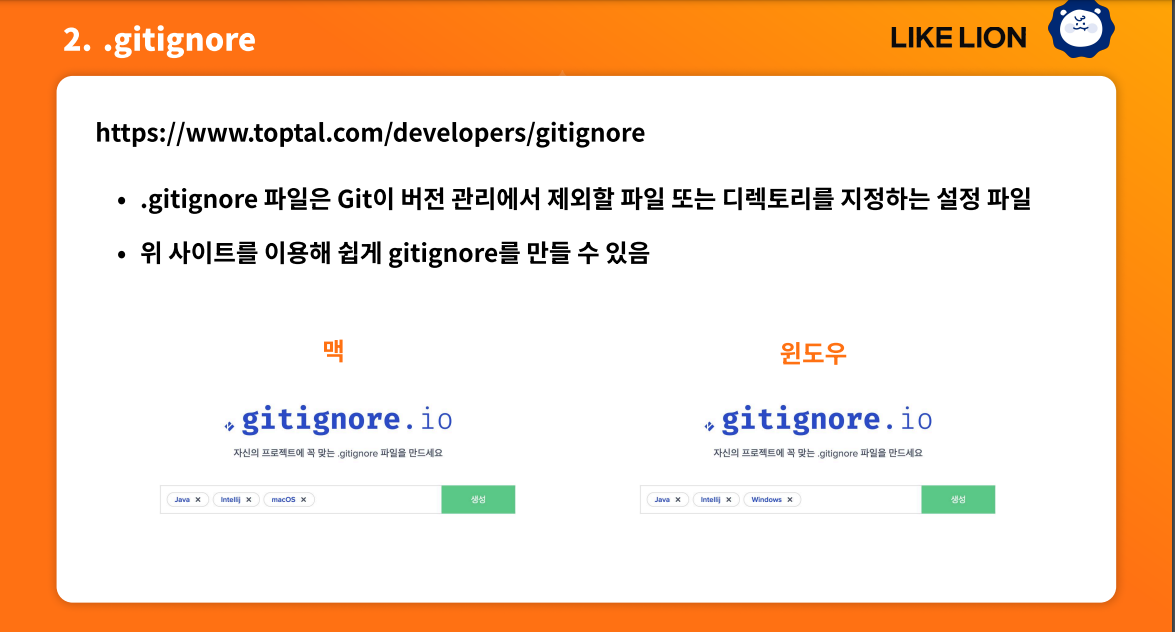 2. .gitignore
LIKE LION
https://www.toptal.com/developers/gitignore
• .gitignore 파일은 Git이 버전 관리에서 제외할 파일 또는 디렉토리를 지정하는 설정 파일
• 위 사이트를 이용해 쉽게 gitignore를 만들 수 있음
맥
gitignore.io
자신의 프로젝트에 꼭 맞는 .gitignore 파일을 만드세요
Java ✕ Intellij ✕ macOS ✕ 생성
윈도우
gitignore.io
자신의 프로젝트에 꼭 맞는 .gitignore 파일을 만드세요
Java ✕ Intellij ✕ Windows ✕ 생성